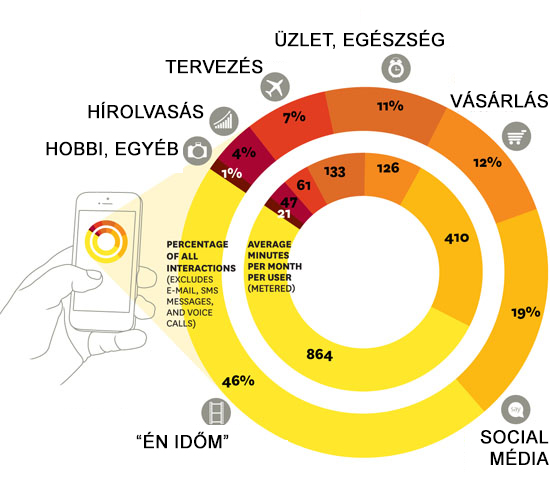 ÜZLET, EGÉSZSÉG
TERVEZÉS
VÁSÁRLÁS
HÍROLVASÁS
HOBBI, EGYÉB
11%
7%
4%
12%
1%
133
126
61
47
21
410
PERCENTAGE
OF ALL
INTERACTIONS
(EXCLUDES
E-MAIL, SMS
MESSAGES,
AND VOICE
CALLS)
AVERAGE
MINUTES
PER MONTH
PER USER
(METERED)
19%
864
46%
say
"ÉN IDŐM"
SOCIAL
MÉDIA